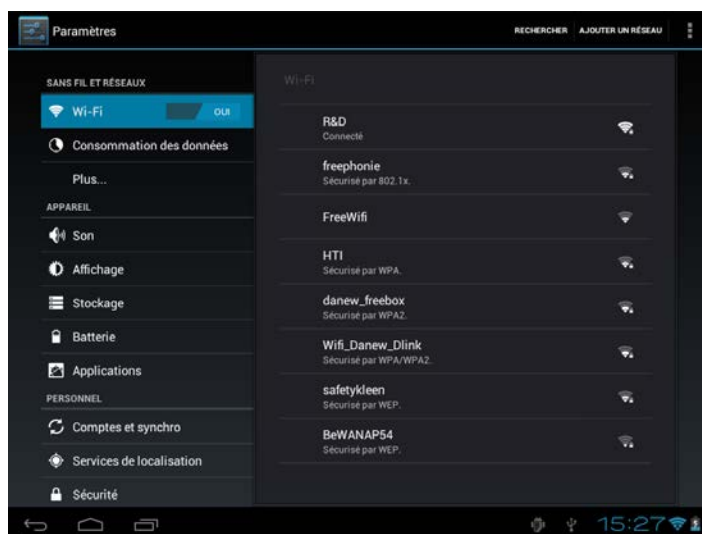 Paramètres
RECHERCHER
AJOUTER UN RÉSEAU
SANS FIL ET RÉSEAUX
Wi-Fi
OUI
Consommation des données
Plus...
APPAREIL
Son
Affichage
Stockage
Batterie
Applications
PERSONNEL
Comptes et synchro
Services de localisation
Sécurité
Wi-Fi
R&D
Connecté
freephonie
Sécurisé par 802.1x.
FreeWifi
HTI
Sécurisé par WPA.
danew_freebox
Sécurisé par WPA2.
Wifi_Danew_Dlink
Sécurisé par WPA/WPA2.
safetykleen
Sécurisé par WEP.
BeWANAP54
Sécurisé par WEP.
15:27